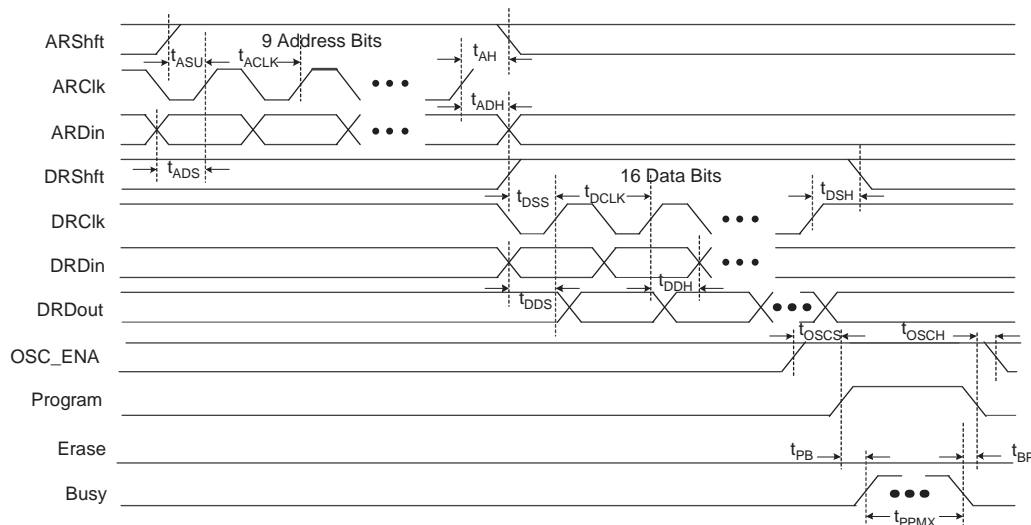 ARShft
9 Address Bits
tASU
tACLK
tAH
ARClk
tADH
ARDin
tADS
DRShft
16 Data Bits
tDSS
tDCLK
tDSH
DRClk
DRDin
tDDS
tDDH
DRDout
tOSCS
tOSCH
OSC_ENA
Program
Erase
tPB
tBP
Busy
tPPMX